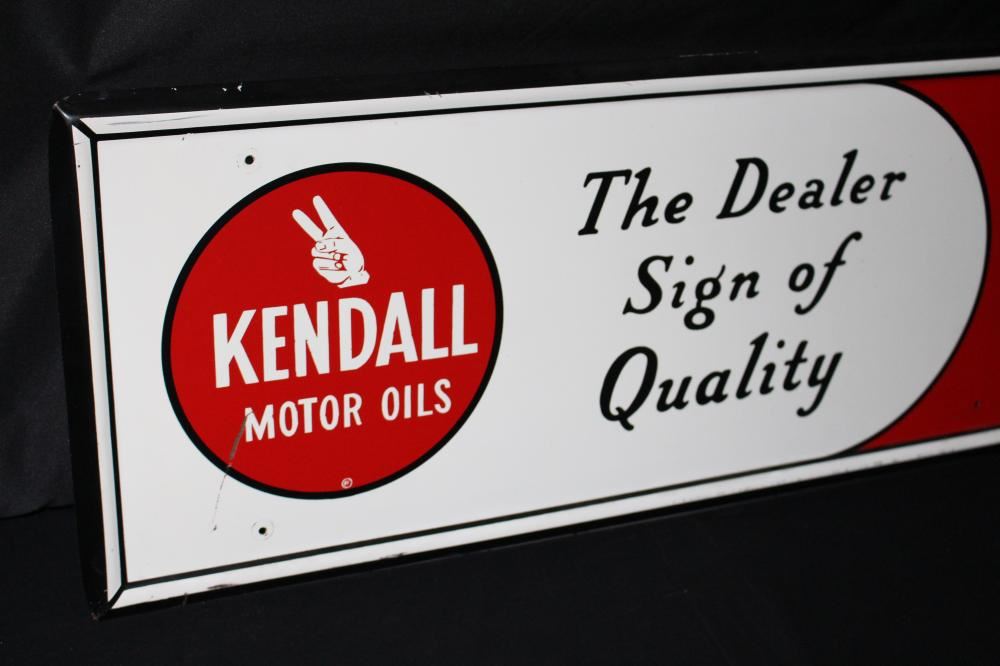 KENDALL
MOTOR OILS
The Dealer
Sign of
Quality